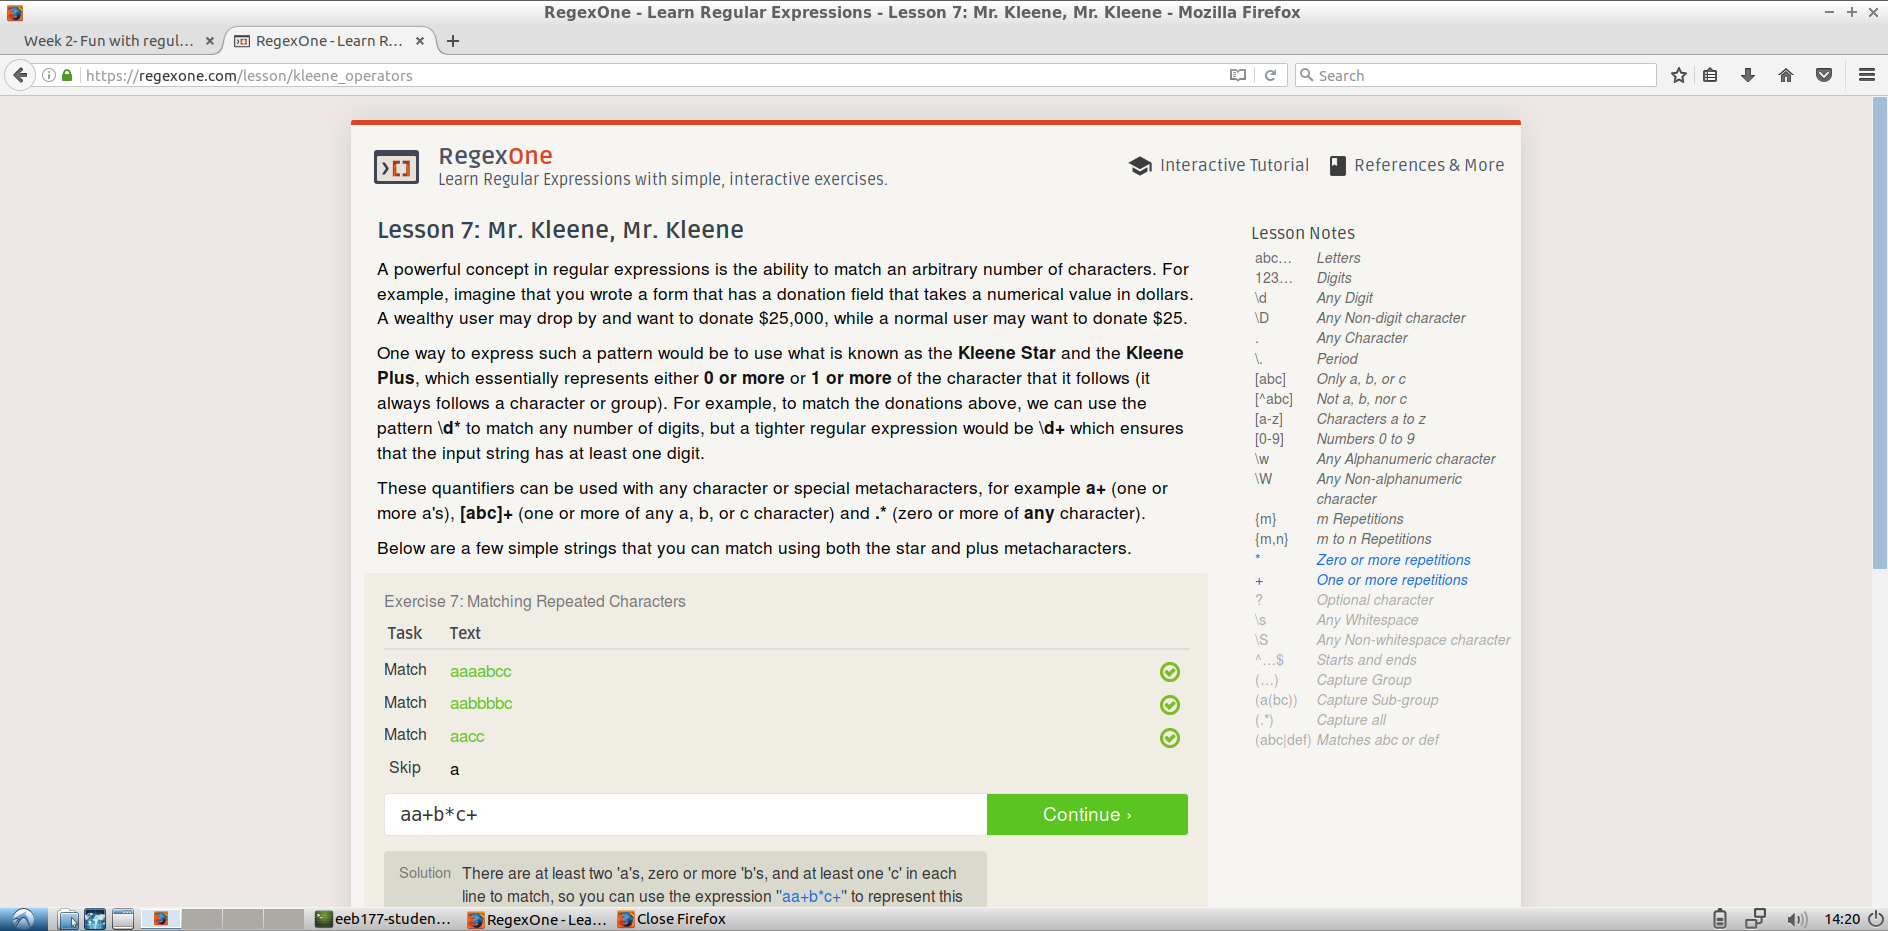 RegexOne - Learn Regular Expressions - Lesson 7: Mr. Kleene, Mr. Kleene - Mozilla Firefox
Week 2- Fun with regul...
RegexOne - Learn R...
https://regexone.com/lesson/kleene_operators
Search
RegexOne
Learn Regular Expressions with simple, interactive exercises.
Interactive Tutorial
References & More
Lesson 7: Mr. Kleene, Mr. Kleene
A powerful concept in regular expressions is the ability to match an arbitrary number of characters. For
example, imagine that you wrote a form that has a donation field that takes a numerical value in dollars.
A wealthy user may drop by and want to donate $25,000, while a normal user may want to donate $25.
One way to express such a pattern would be to use what is known as the Kleene Star and the Kleene
Plus, which essentially represents either 0 or more or 1 or more of the character that it follows (it
always follows a character or group). For example, to match the donations above, we can use the
pattern \d* to match any number of digits, but a tighter regular expression would be \d+ which ensures
that the input string has at least one digit.
These quantifiers can be used with any character or special metacharacters, for example a+ (one or
more a's), [abc]+ (one or more of any a, b, or c character) and .* (zero or more of any character).
Below are a few simple strings that you can match using both the star and plus metacharacters.
Exercise 7: Matching Repeated Characters
Task Text
Match aaaabcc
Match aabbbbc
Match aacc
Skip a
aa+b*c+
Continue ›
Solution There are at least two 'a's, zero or more 'b's, and at least one 'c' in each
line to match, so you can use the expression "aa+b*c+" to represent this
Lesson Notes
abc… Letters
123… Digits
\d Any Digit
\D Any Non-digit character
. Any Character
\. Period
[abc] Only a, b, or c
[^abc] Not a, b, nor c
[a-z] Characters a to z
[0-9] Numbers 0 to 9
\w Any Alphanumeric character
\W Any Non-alphanumeric
character
{m} m Repetitions
{m,n} m to n Repetitions
* Zero or more repetitions
+ One or more repetitions
? Optional character
\s Any Whitespace
\S Any Non-whitespace character
^…$ Starts and ends
(…) Capture Group
(a(bc)) Capture Sub-group
(.*) Capture all
(abc|def) Matches abc or def
eeb177-studen...
RegexOne - Lea...
Close Firefox
14:20